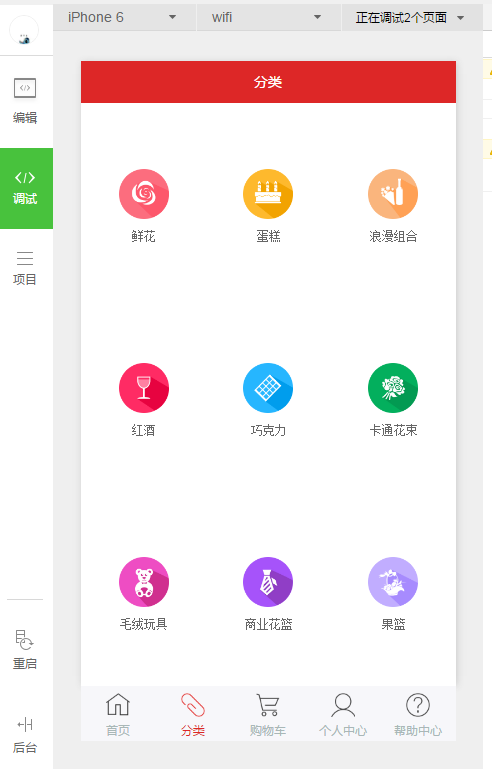 iPhone 6
wifi
正在调试2个页面
编辑
调试
项目
重启
后台
分类
鲜花
蛋糕
浪漫组合
红酒
巧克力
卡通花束
毛绒玩具
商业花篮
果篮
首页
分类
购物车
个人中心
帮助中心